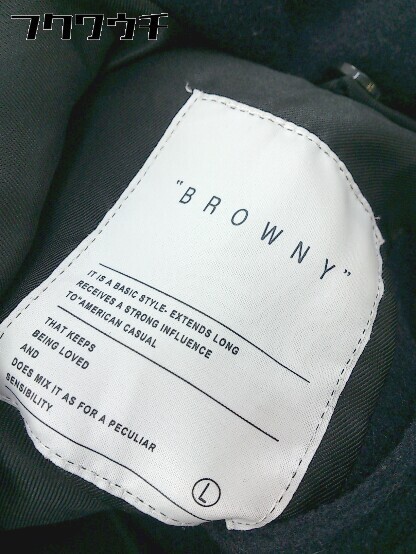 フクワウチ
"BROWNY"
IT IS A BASIC STYLE- EXTENDS LONG
RECEIVES A STRONG INFLUENCE
TO"AMERICAN CASUAL
THAT KEEPS
BEING LOVED
AND
DOES MIX IT AS FOR A PECULIAR
SENSIBILITY
L